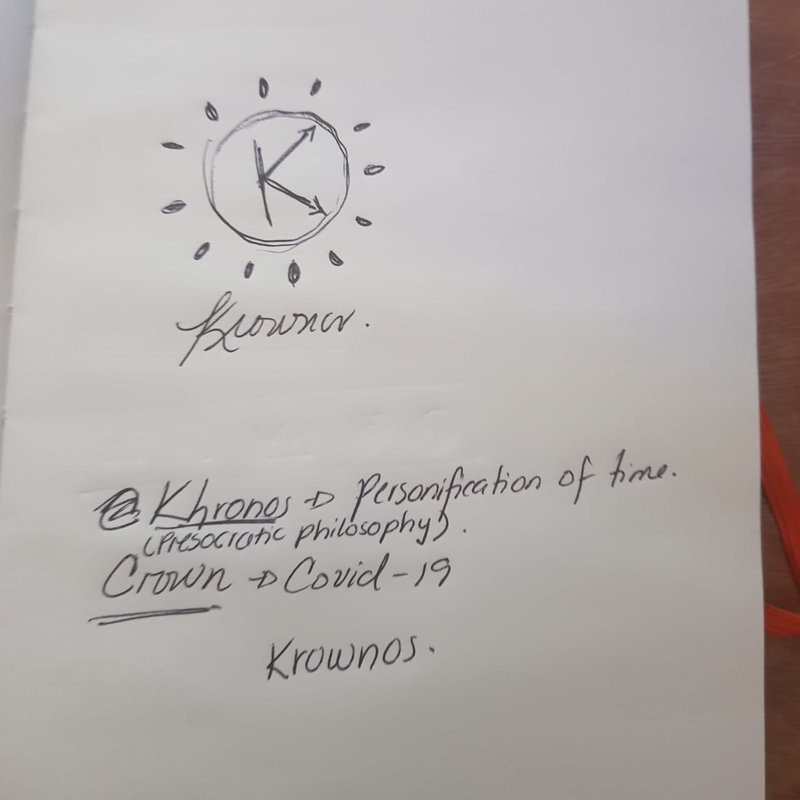 K
Krownos.
Khronos → Personification of time.
(Presocratic philosophy).
Crown → Covid-19
Krownos.